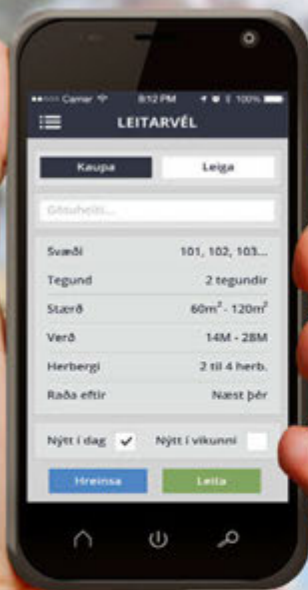 Carrier 8:12 PM 100%
LEITARVÉL
Kaupa Leiga
Götuheiti...
Svæði 101, 102, 103...
Tegund 2 tegundir
Stærð 60m² - 120m²
Verð 14M - 28M
Herbergi 2 til 4 herb.
Raða eftir Næst þér
Nýtt í dag Nýtt í vikunni
Hreinsa Leita